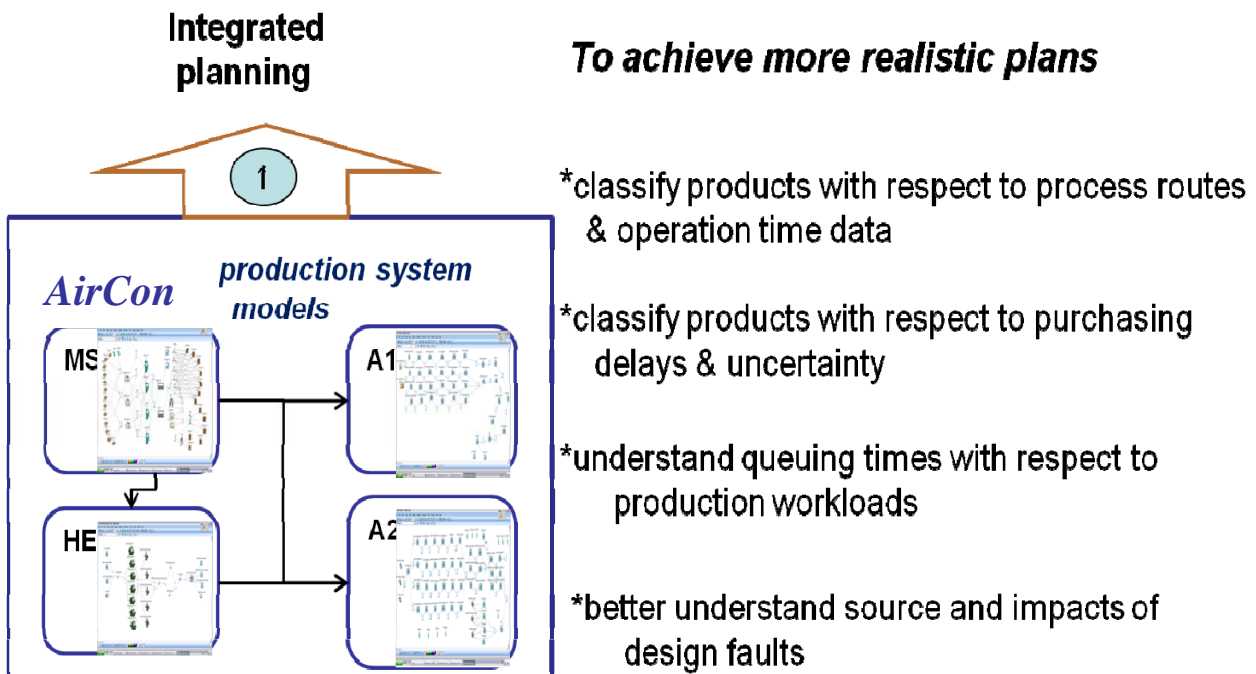 Integrated
planning
To achieve more realistic plans
1
*classify products with respect to process routes
& operation time data
AirCon
production system
models
*classify products with respect to purchasing
delays & uncertainty
MS
A1
*understand queuing times with respect to
production workloads
HE
A2
*better understand source and impacts of
design faults